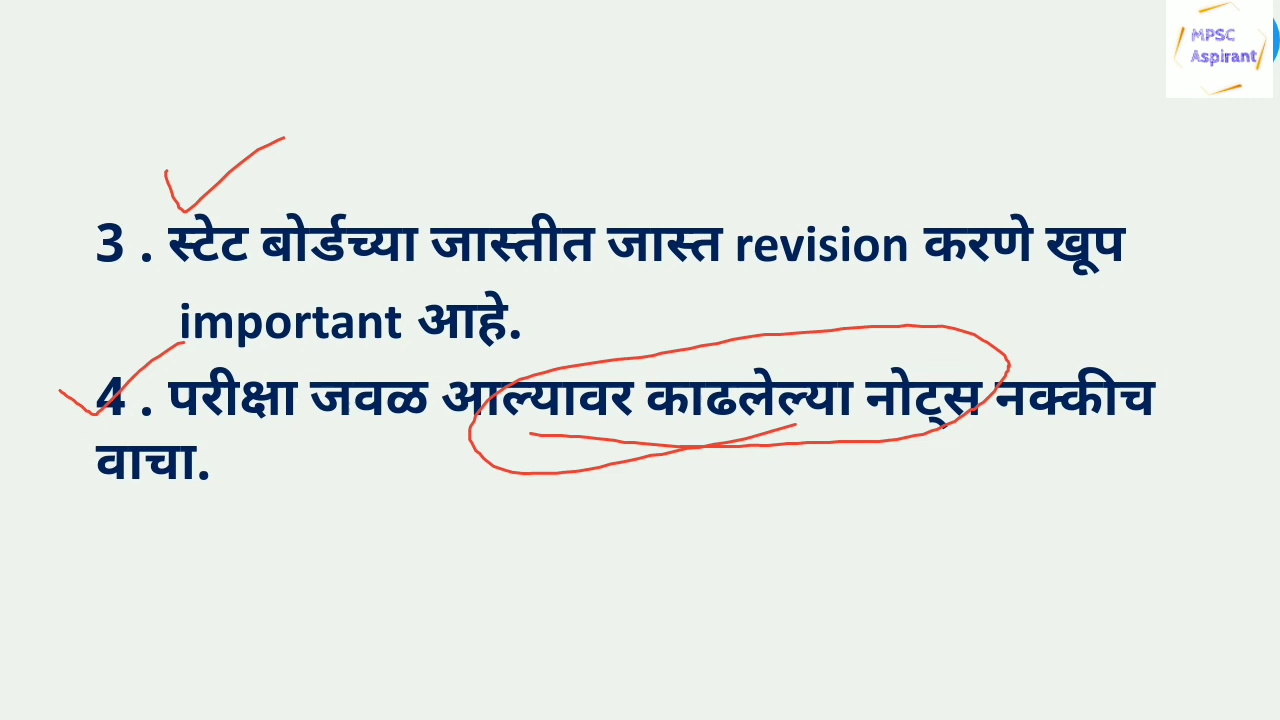 MPSC
Aspirant
3 . स्टेट बोर्डच्या जास्तीत जास्त revision करणे खूप
important आहे.
4 . परीक्षा जवळ आल्यावर काढलेल्या नोट्स नक्कीच
वाचा.